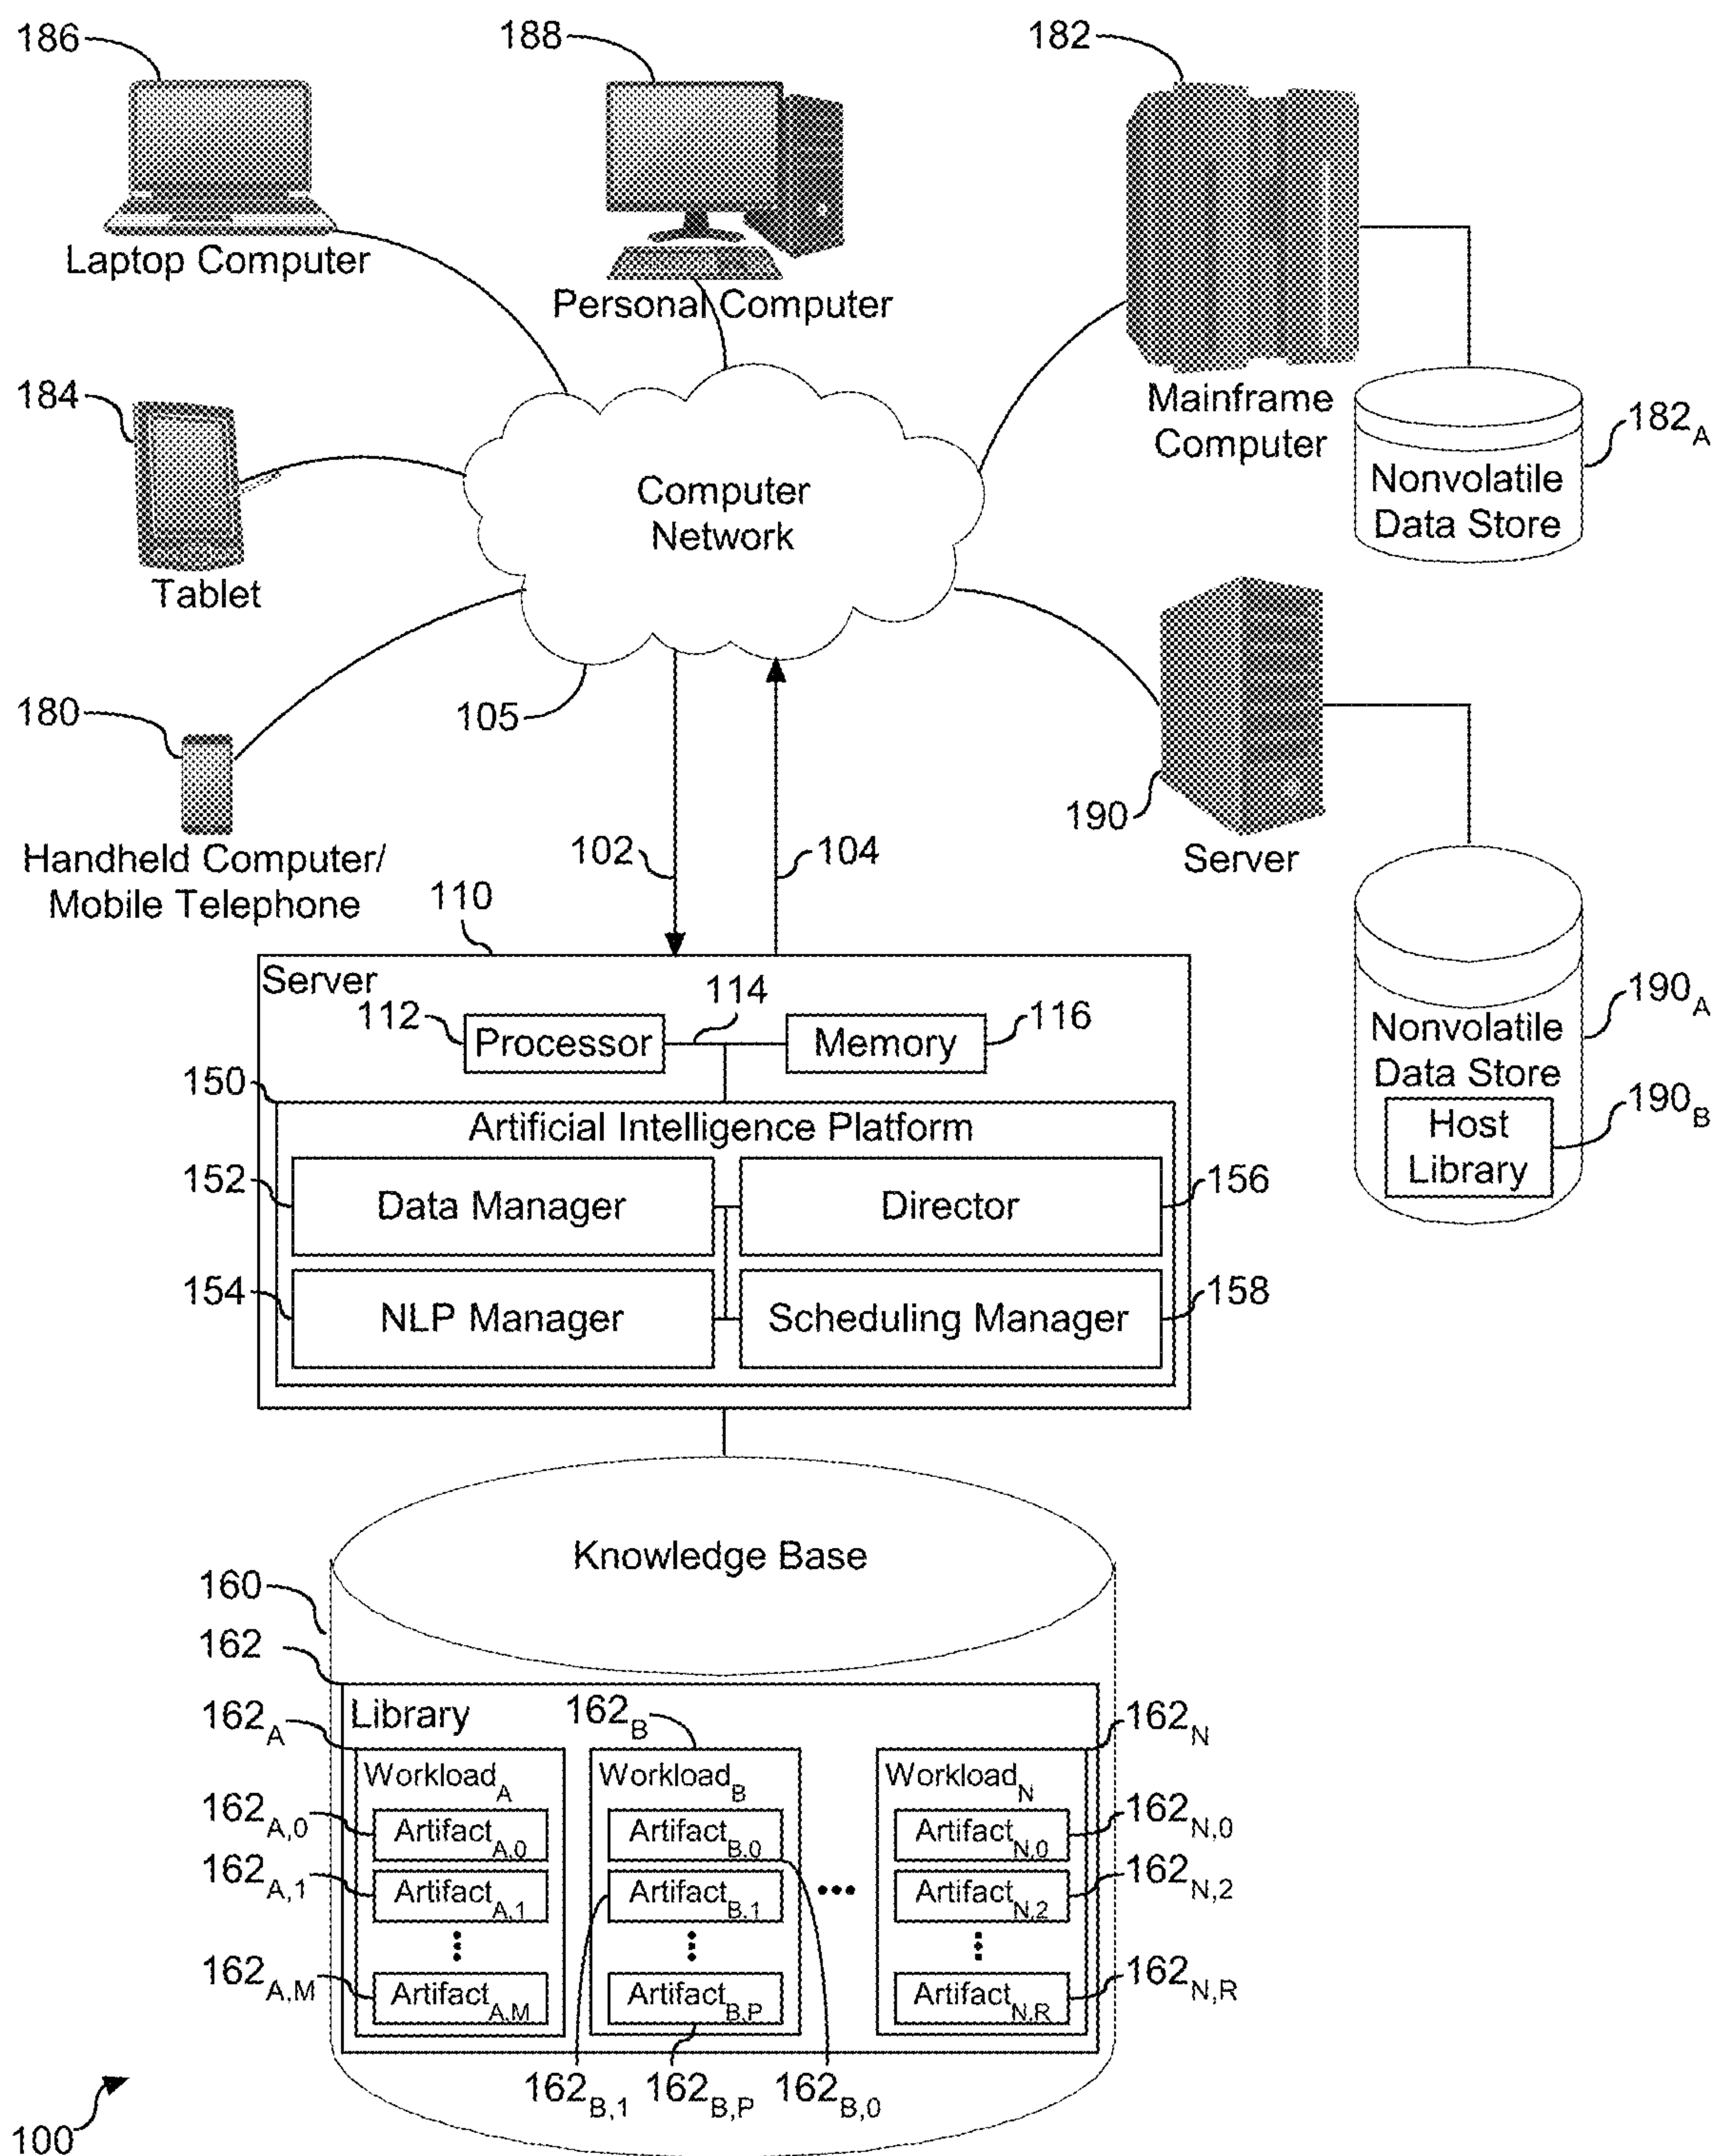 186
188
182
Laptop Computer
Personal Computer
184
Mainframe
Computer
182A
Nonvolatile
Data Store
Computer
Network
Tablet
180
105
190
Handheld Computer/
Mobile Telephone
102
104
Server
110
Server
114
112
Processor
Memory
116
190A
Nonvolatile
Data Store
150
Artificial Intelligence Platform
190B
Host
Library
152
Data Manager
Director
156
154
NLP Manager
Scheduling Manager
158
Knowledge Base
160
162
Library
162A
162B
162N
WorkloadA
WorkloadB
WorkloadN
162A,0
ArtifactA,0
ArtifactB,0
ArtifactN,0
162N,0
162A,1
ArtifactA,1
ArtifactB,1
•••
ArtifactN,2
162N,2
162A,M
ArtifactA,M
ArtifactB,P
ArtifactN,R
162N,R
162B,1
162B,P
162B,0
100